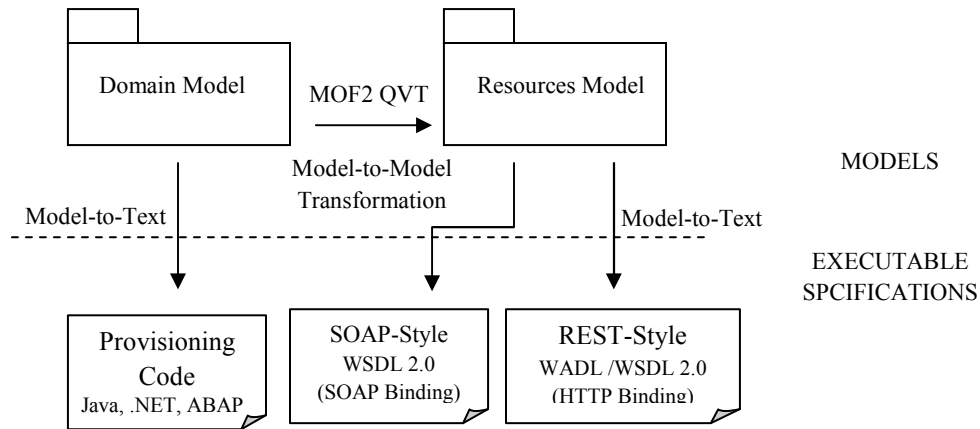 Domain Model
MOF2 QVT
Resources Model
Model-to-Model
Transformation
MODELS
Model-to-Text
Model-to-Text
EXECUTABLE
SPCIFICATIONS
Provisioning
Code
Java, .NET, ABAP
SOAP-Style
WSDL 2.0
(SOAP Binding)
REST-Style
WADL /WSDL 2.0
(HTTP Binding)